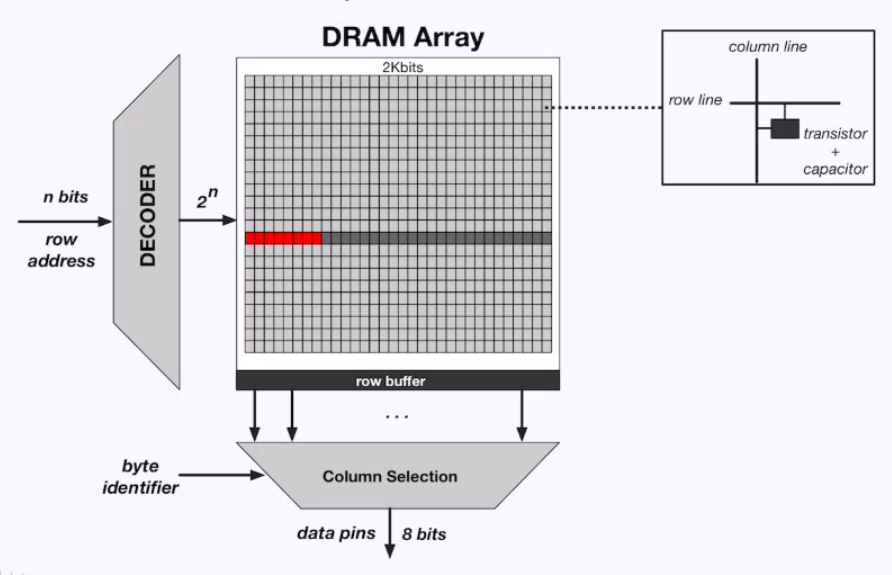 DRAM Array
2Kbits
column line
row line
transistor
+
capacitor
n bits
row
address
DECODER
2^n
row buffer
...
byte
identifier
Column Selection
data pins
8 bits